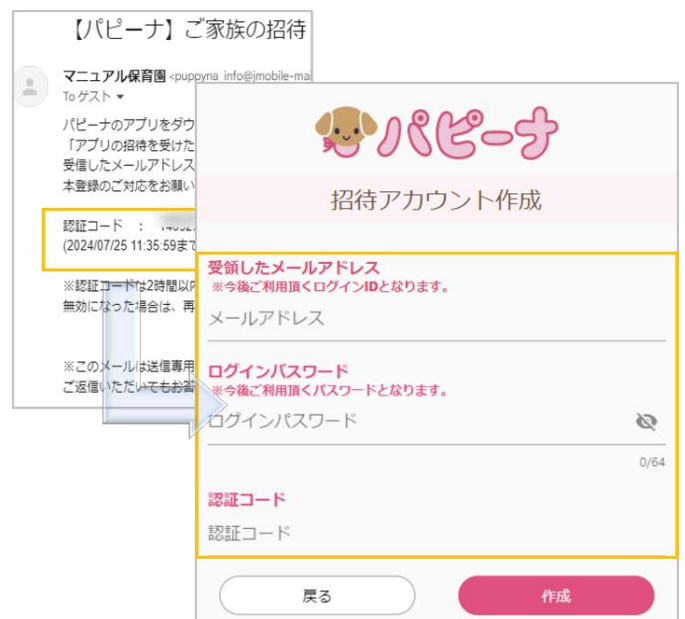 【パピーナ】ご家族の招待
マニュアル保育園 <puppyna_info@jmobile-ma
To ゲスト
パピーナのアプリをダウ
「アプリの招待を受けた
受信したメールアドレス
本登録のご対応をお願い
認証コード ：
(2024/07/25 11:35:59まで
※認証コードは2時間以内
無効になった場合は、再
※このメールは送信専用
ご返信いただいてもお答
パピーナ
招待アカウント作成
受領したメールアドレス
※今後ご利用頂くログインIDとなります。
メールアドレス
ログインパスワード
※今後ご利用頂くパスワードとなります。
ログインパスワード
0/64
認証コード
認証コード
戻る
作成